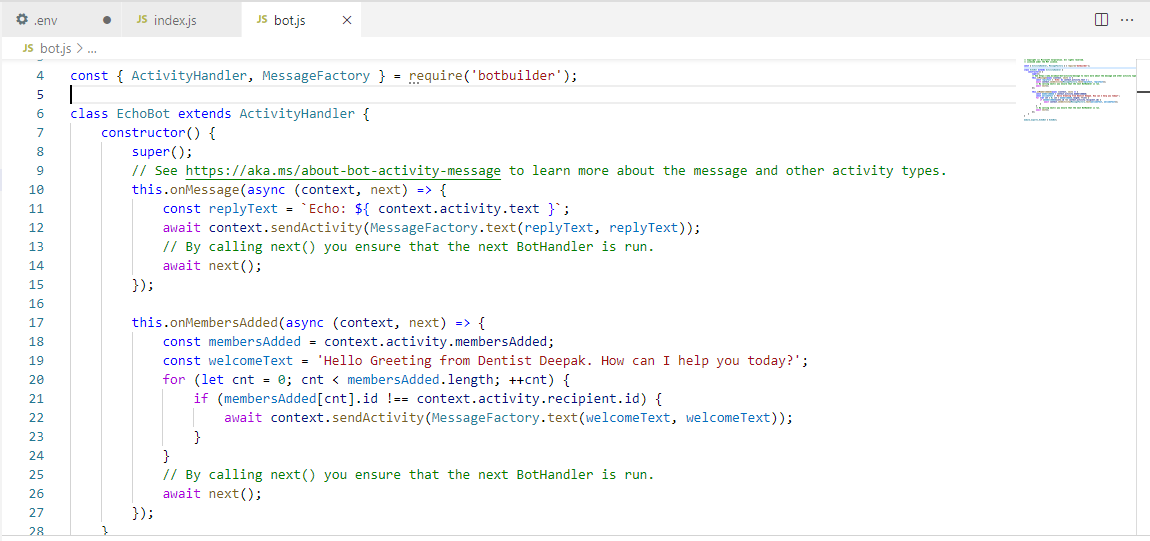 .env
JS index.js
JS bot.js
JS bot.js > ...
4 const { ActivityHandler, MessageFactory } = require('botbuilder');
5
6 class EchoBot extends ActivityHandler {
7 constructor() {
8 super();
9 // See https://aka.ms/about-bot-activity-message to learn more about the message and other activity types.
10 this.onMessage(async (context, next) => {
11 const replyText = `Echo: ${ context.activity.text }`;
12 await context.sendActivity(MessageFactory.text(replyText, replyText));
13 // By calling next() you ensure that the next BotHandler is run.
14 await next();
15 });
16
17 this.onMembersAdded(async (context, next) => {
18 const membersAdded = context.activity.membersAdded;
19 const welcomeText = 'Hello Greeting from Dentist Deepak. How can I help you today?';
20 for (let cnt = 0; cnt < membersAdded.length; ++cnt) {
21 if (membersAdded[cnt].id !== context.activity.recipient.id) {
22 await context.sendActivity(MessageFactory.text(welcomeText, welcomeText));
23 }
24 }
25 // By calling next() you ensure that the next BotHandler is run.
26 await next();
27 });
28 }